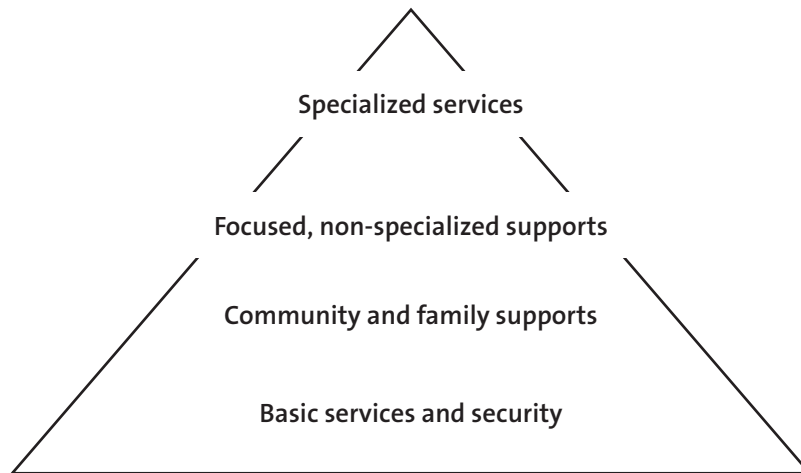 Specialized services
Focused, non-specialized supports
Community and family supports
Basic services and security